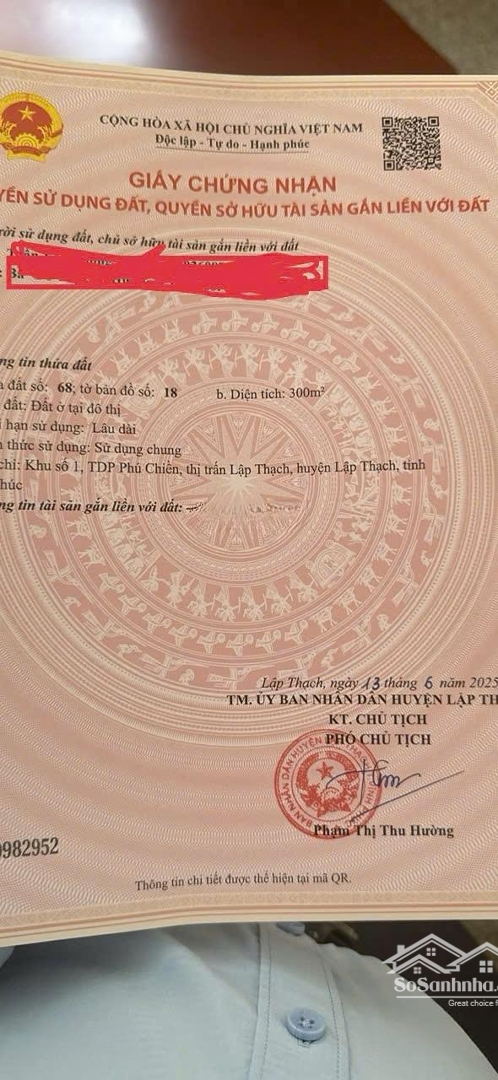 CỘNG HÒA XÃ HỘI CHỦ NGHĨA VIỆT NAM
Độc lập - Tự do - Hạnh phúc
GIẤY CHỨNG NHẬN
YỀN SỬ DỤNG ĐẤT, QUYỀN SỞ HỮU TÀI SẢN GẮN LIỀN VỚI ĐẤT
ười sử dụng đất, chủ sở hữu tài sản gắn liền với đất
ng tin thửa đất
a đất số: 68; tờ bản đồ số: 18 b. Diện tích: 300m²
đất: Đất ở tại đô thị
i hạn sử dụng: Lâu dài
h thức sử dụng: Sử dụng chung
chỉ: Khu số 1, TDP Phú Chiền, thị trấn Lập Thạch, huyện Lập Thạch, tỉnh
húc
ng tin tài sản gắn liền với đất:
Lập Thạch, ngày 13 tháng 6 năm 2025
TM. ỦY BAN NHÂN DÂN HUYỆN LẬP TH
KT. CHỦ TỊCH
PHÓ CHỦ TỊCH
Phạm Thị Thu Hường
0982952
Thông tin chi tiết được thể hiện tại mã QR.
SoSanhnha.c
Great choice f